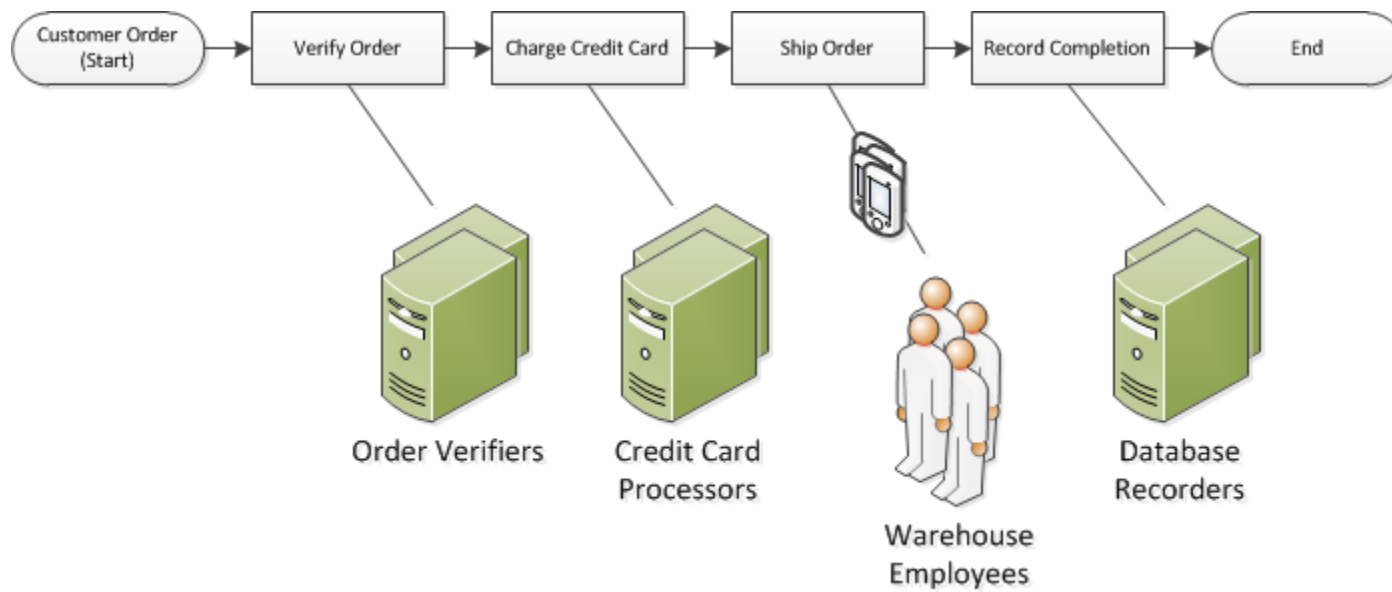 Customer Order
(Start)
Verify Order
Charge Credit Card
Ship Order
Record Completion
End
Order Verifiers
Credit Card
Processors
Warehouse
Employees
Database
Recorders